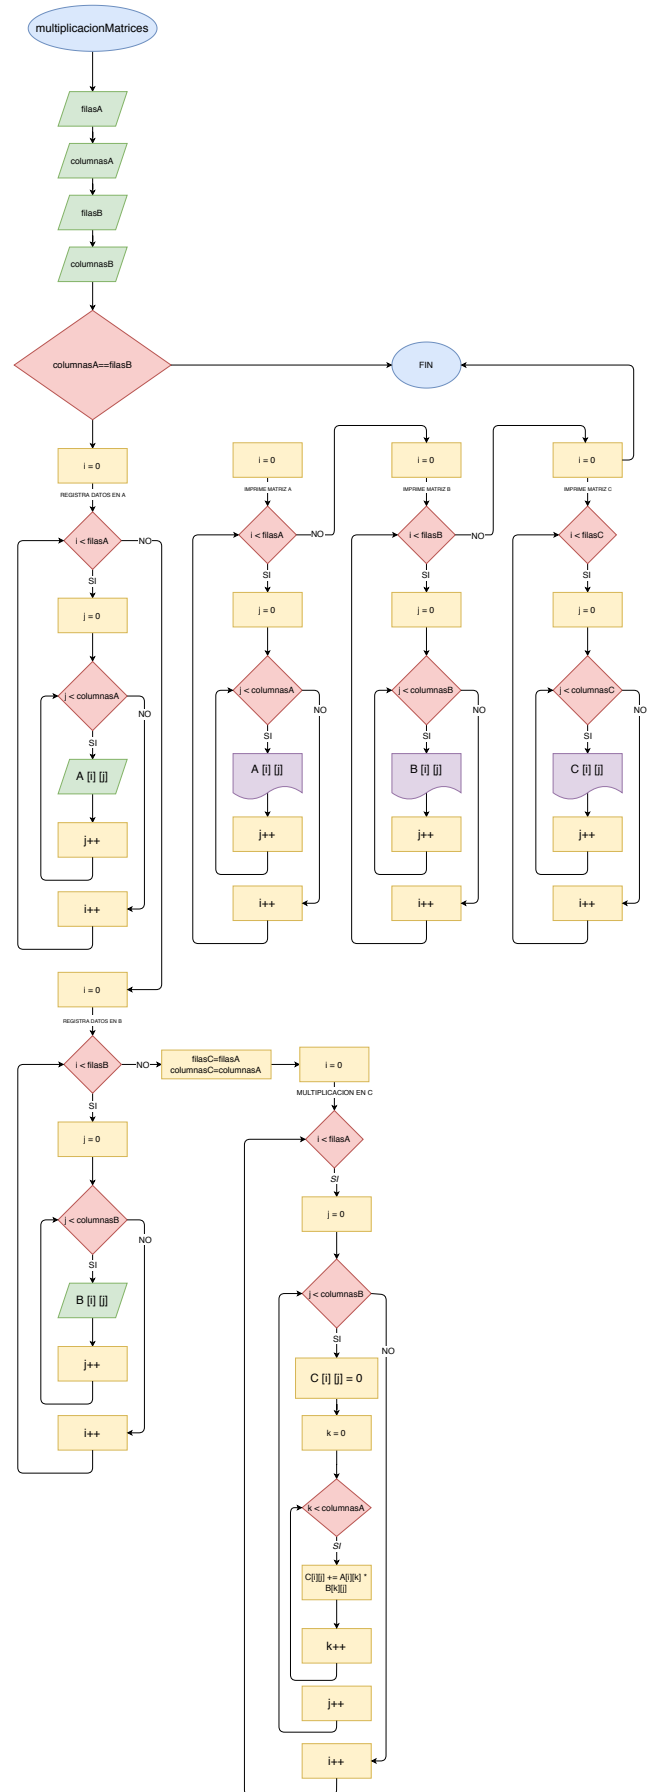 multiplicacionMatrices
filasA
columnasA
filasB
columnasB
columnasA==filasB
FIN
i = 0
REGISTRA DATOS EN A
i < filasA
NO
SI
j = 0
j < columnasA
NO
SI
A [i] [j]
j++
i++
i = 0
IMPRIME MATRIZ A
i < filasA
NO
SI
j = 0
j < columnasA
NO
SI
A [i] [j]
j++
i++
i = 0
IMPRIME MATRIZ B
i < filasB
NO
SI
j = 0
j < columnasB
NO
SI
B [i] [j]
j++
i++
i = 0
IMPRIME MATRIZ C
i < filasC
SI
j = 0
j < columnasC
NO
SI
C [i] [j]
j++
i++
i = 0
REGISTRA DATOS EN B
i < filasB
NO
SI
j = 0
j < columnasB
NO
SI
B [i] [j]
j++
i++
filasC=filasA
columnasC=columnasA
i = 0
MULTIPLICACION EN C
i < filasA
SI
j = 0
j < columnasB
SI
NO
C [i] [j] = 0
k = 0
k < columnasA
SI
C[i][j] += A[i][k] *
B[k][j]
k++
j++
i++